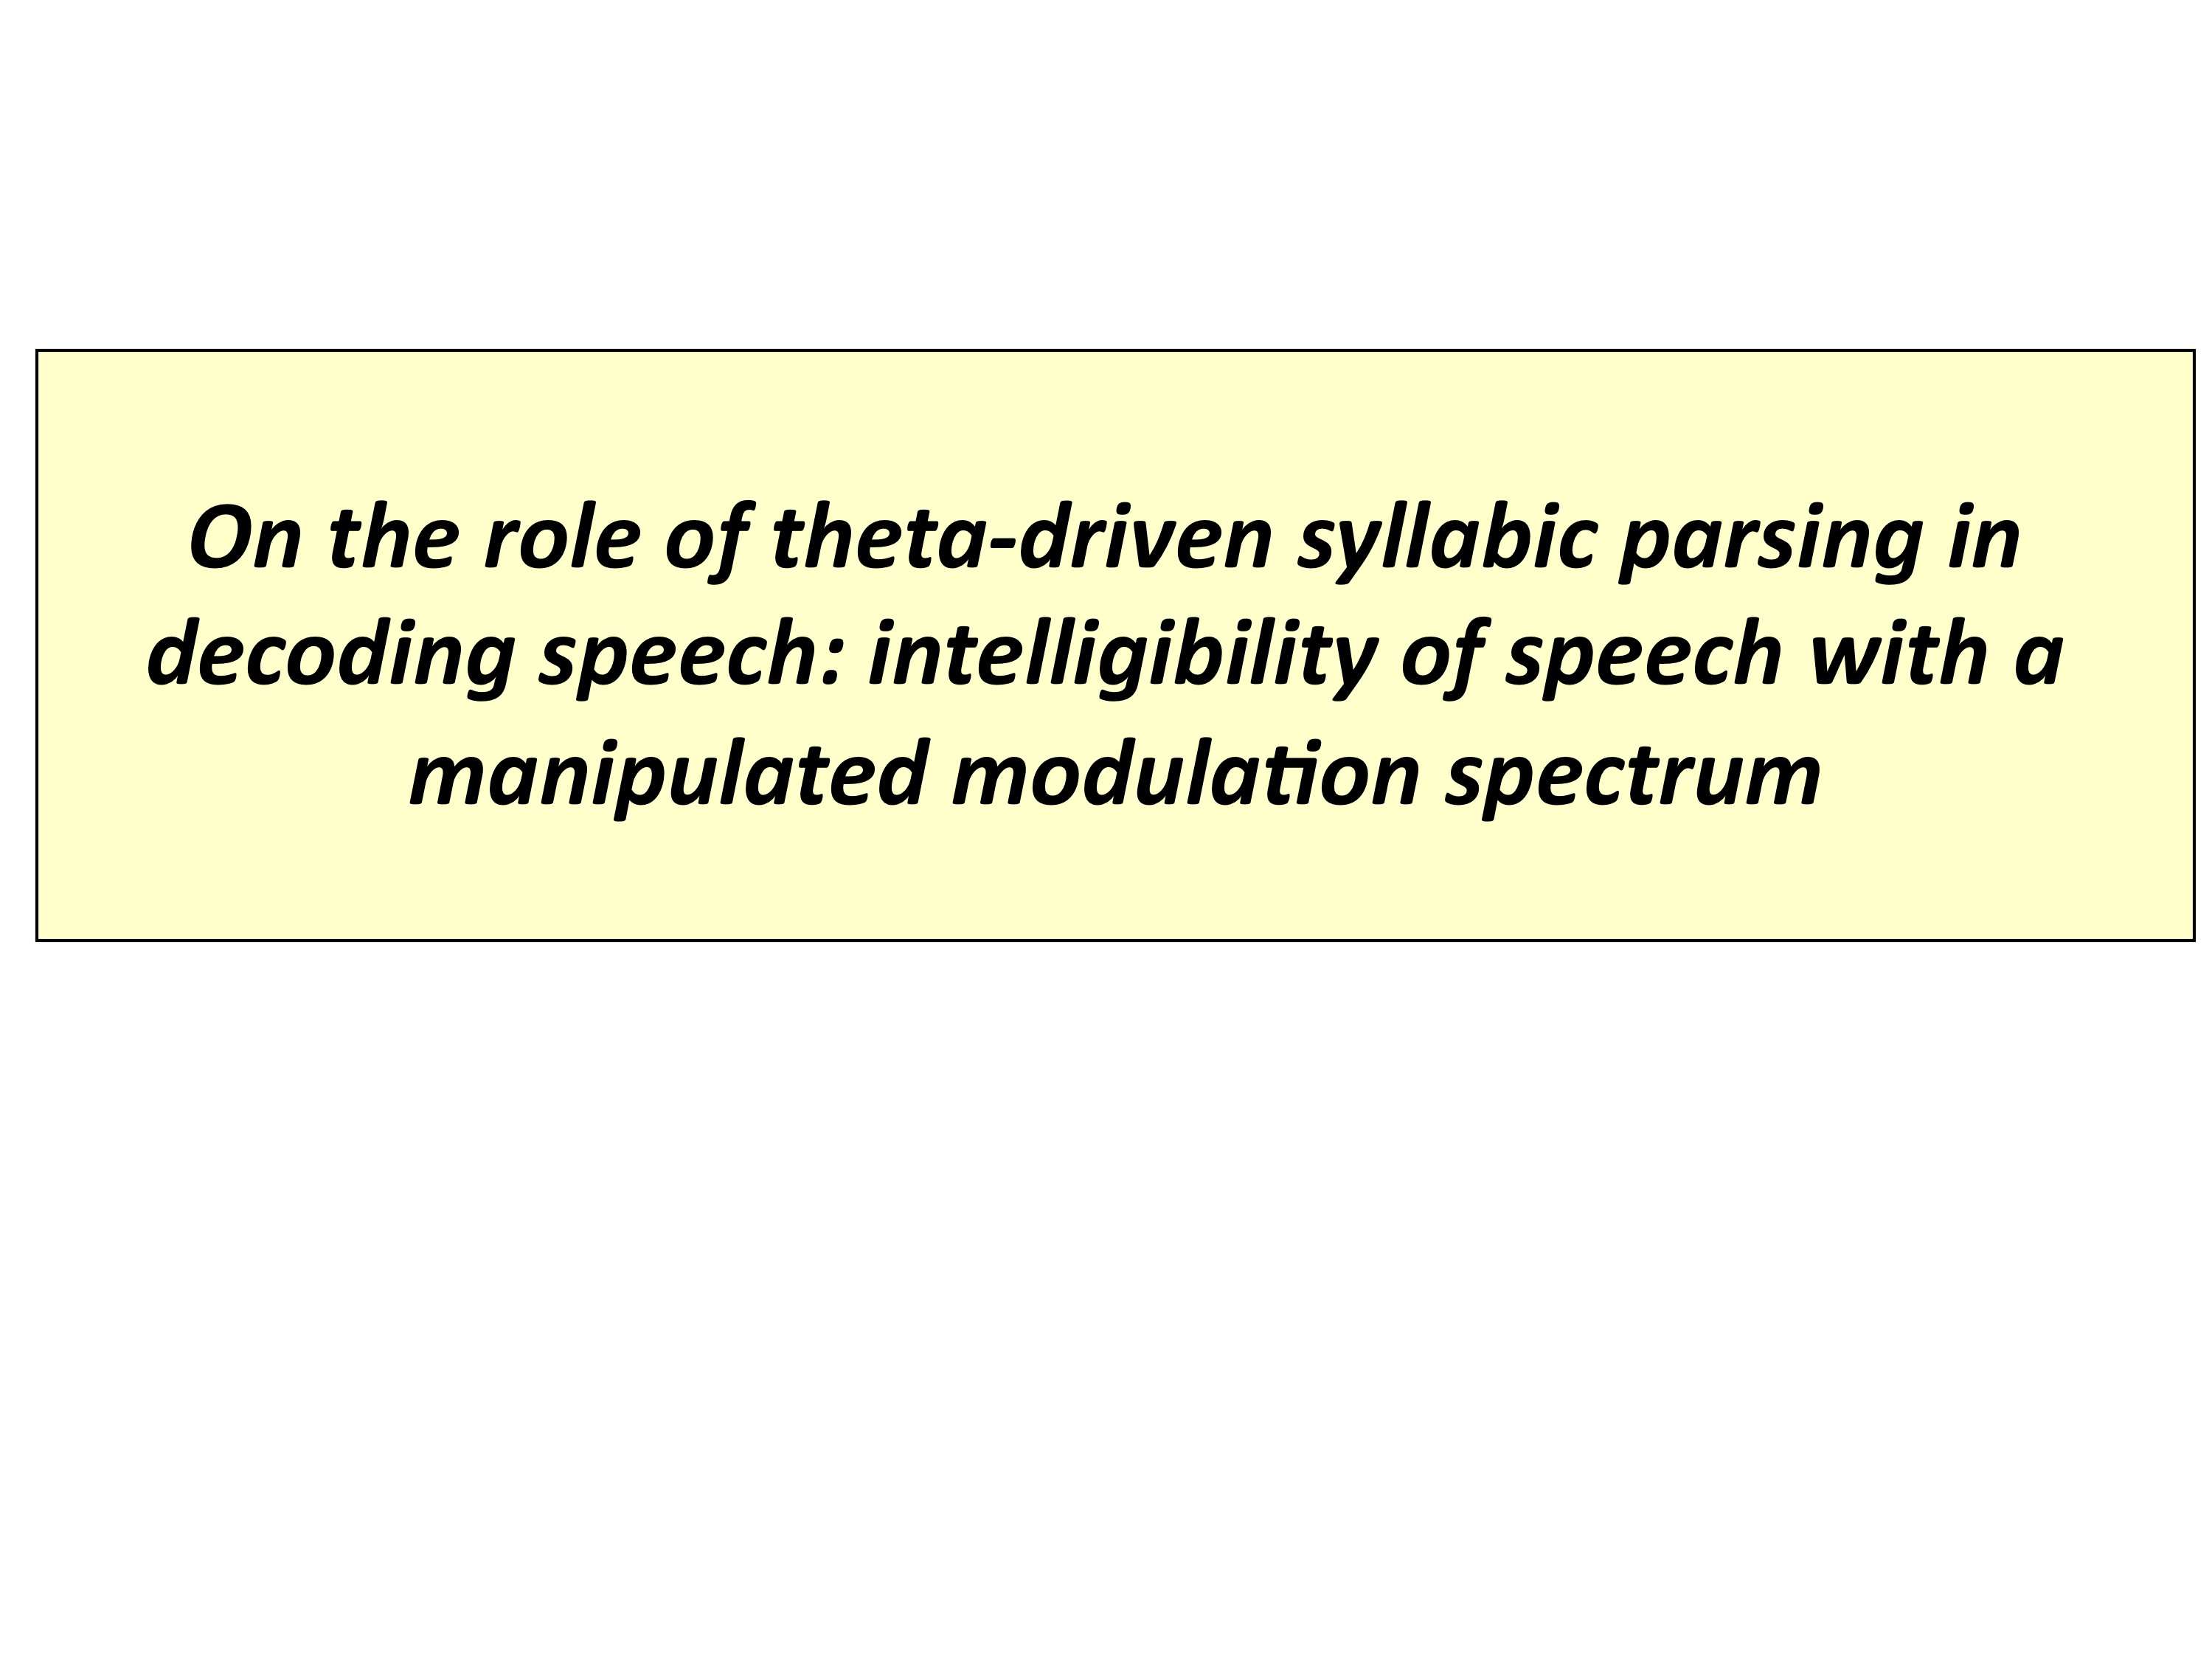 On the role of theta-driven syllabic parsing in
decoding speech: intelligibility of speech with a
manipulated modulation spectrum